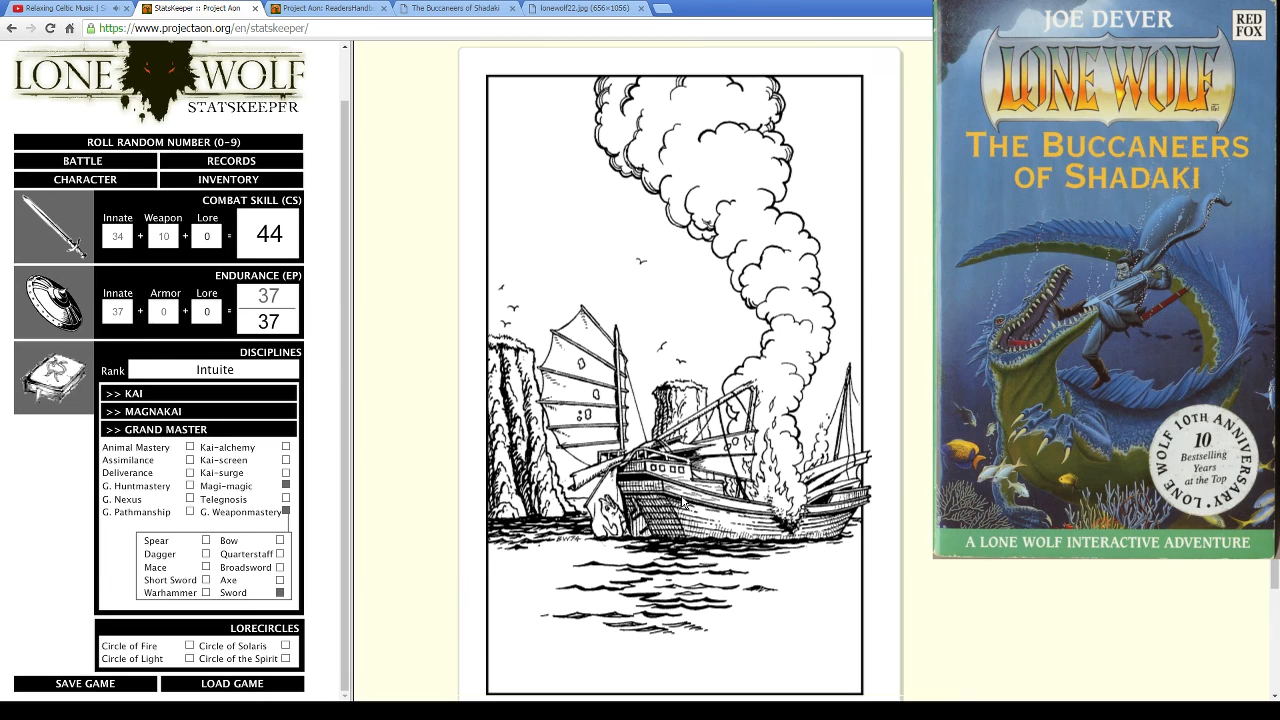 Relaxing Celtic Music | S
StatsKeeper :: Project Aon
Project Aon: ReadersHandb
The Buccaneers of Shadaki
lonewolf22.jpg (656×1056)
https://www.projectaon.org/en/statskeeper/
LONE WOLF
STATSKEEPER
ROLL RANDOM NUMBER (0-9)
BATTLE RECORDS
CHARACTER INVENTORY
COMBAT SKILL (CS)
Innate Weapon Lore
34 + 10 + 0 = 44
ENDURANCE (EP)
Innate Armor Lore
37
37 + 0 + 0 =
37
DISCIPLINES
Rank Intuite
>> KAI
>> MAGNAKAI
>> GRAND MASTER
Animal Mastery Kai-alchemy
Assimilance Kai-screen
Deliverance Kai-surge
G. Huntmastery Magi-magic
G. Nexus Telegnosis
G. Pathmanship G. Weaponmastery
Spear Bow
Dagger Quarterstaff
Mace Broadsword
Short Sword Axe
Warhammer Sword
LORECIRCLES
Circle of Fire Circle of Solaris
Circle of Light Circle of the Spirit
SAVE GAME LOAD GAME
BW74
JOE DEVER
RED
FOX
LONE WOLF
THE BUCCANEERS
OF SHADAKI
LONE WOLF 10TH ANNIVERSARY
10
Bestselling
Years
at the Top
A LONE WOLF INTERACTIVE ADVENTURE